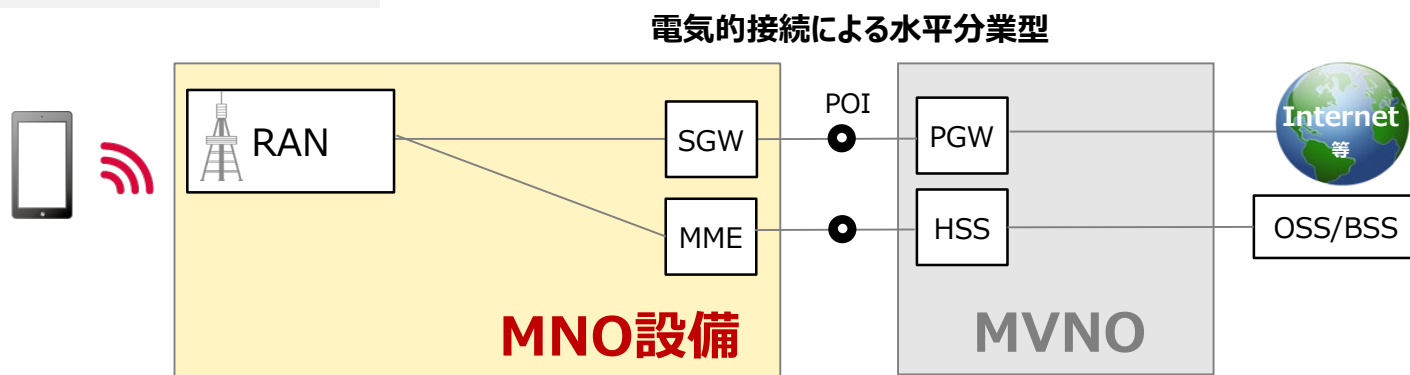 電気的接続による水平分業型
RAN
SGW
POI
PGW
Internet
等
MME
HSS
OSS/BSS
MNO設備
MVNO